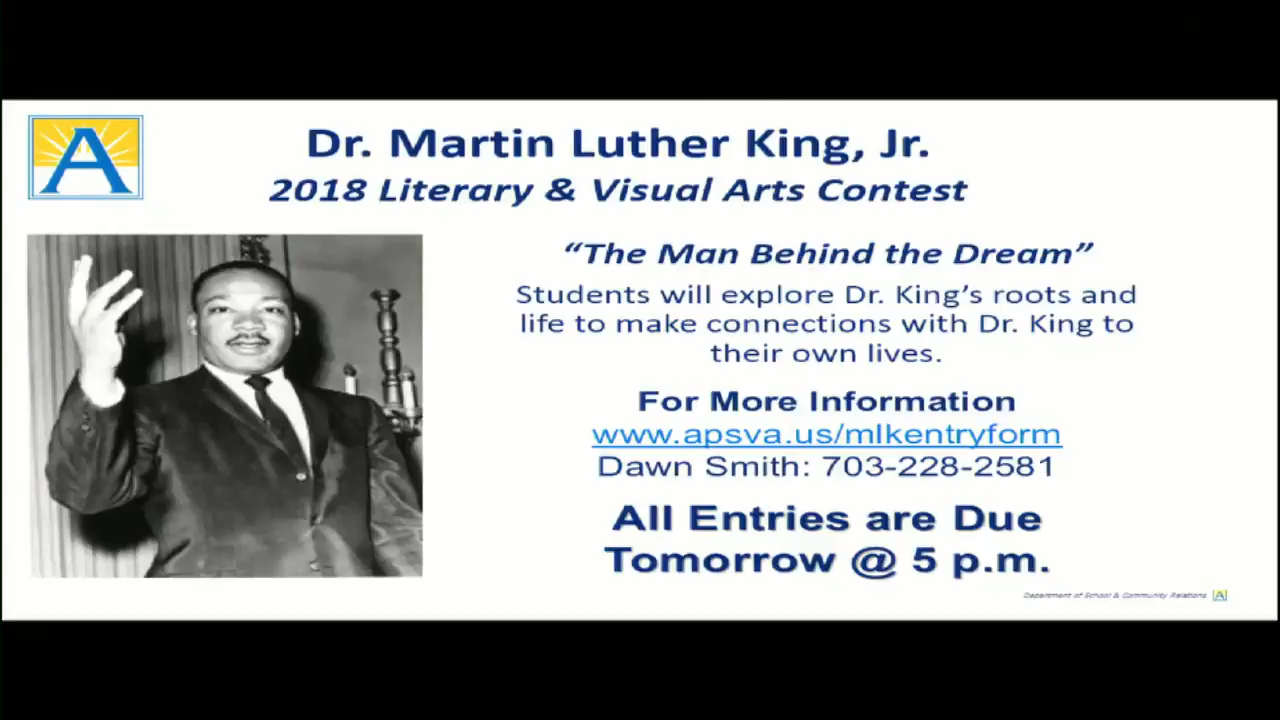 A
Dr. Martin Luther King, Jr.
2018 Literary & Visual Arts Contest
“The Man Behind the Dream”
Students will explore Dr. King’s roots and
life to make connections with Dr. King to
their own lives.
For More Information
www.apsva.us/mlkentryform
Dawn Smith: 703-228-2581
All Entries are Due
Tomorrow @ 5 p.m.
Department of School & Community Relations A